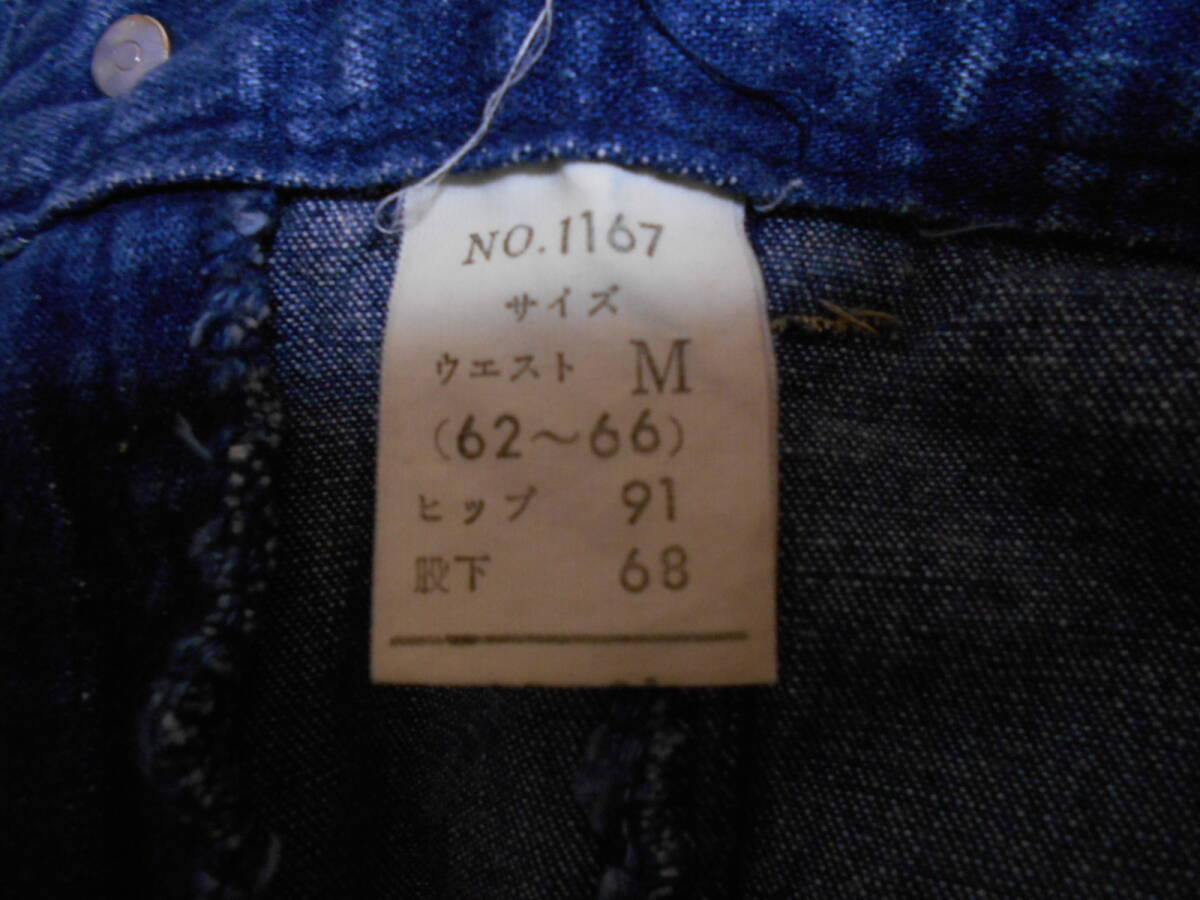 NO.1167
サイズ
ウエスト M
(62～66)
ヒップ 91
股下 68